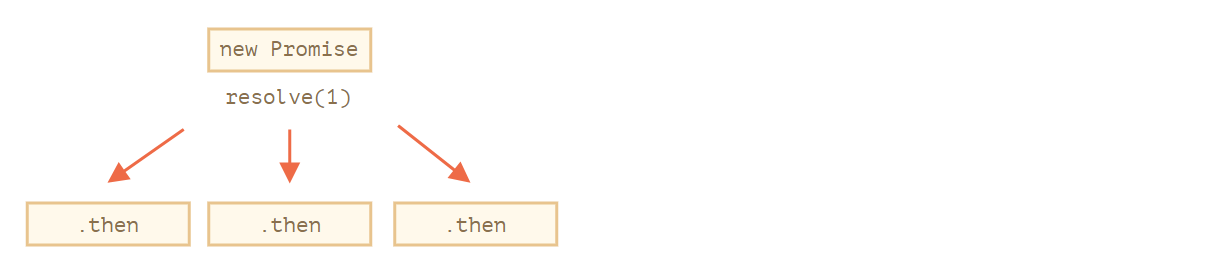 new Promise
resolve(1)
.then
.then
.then